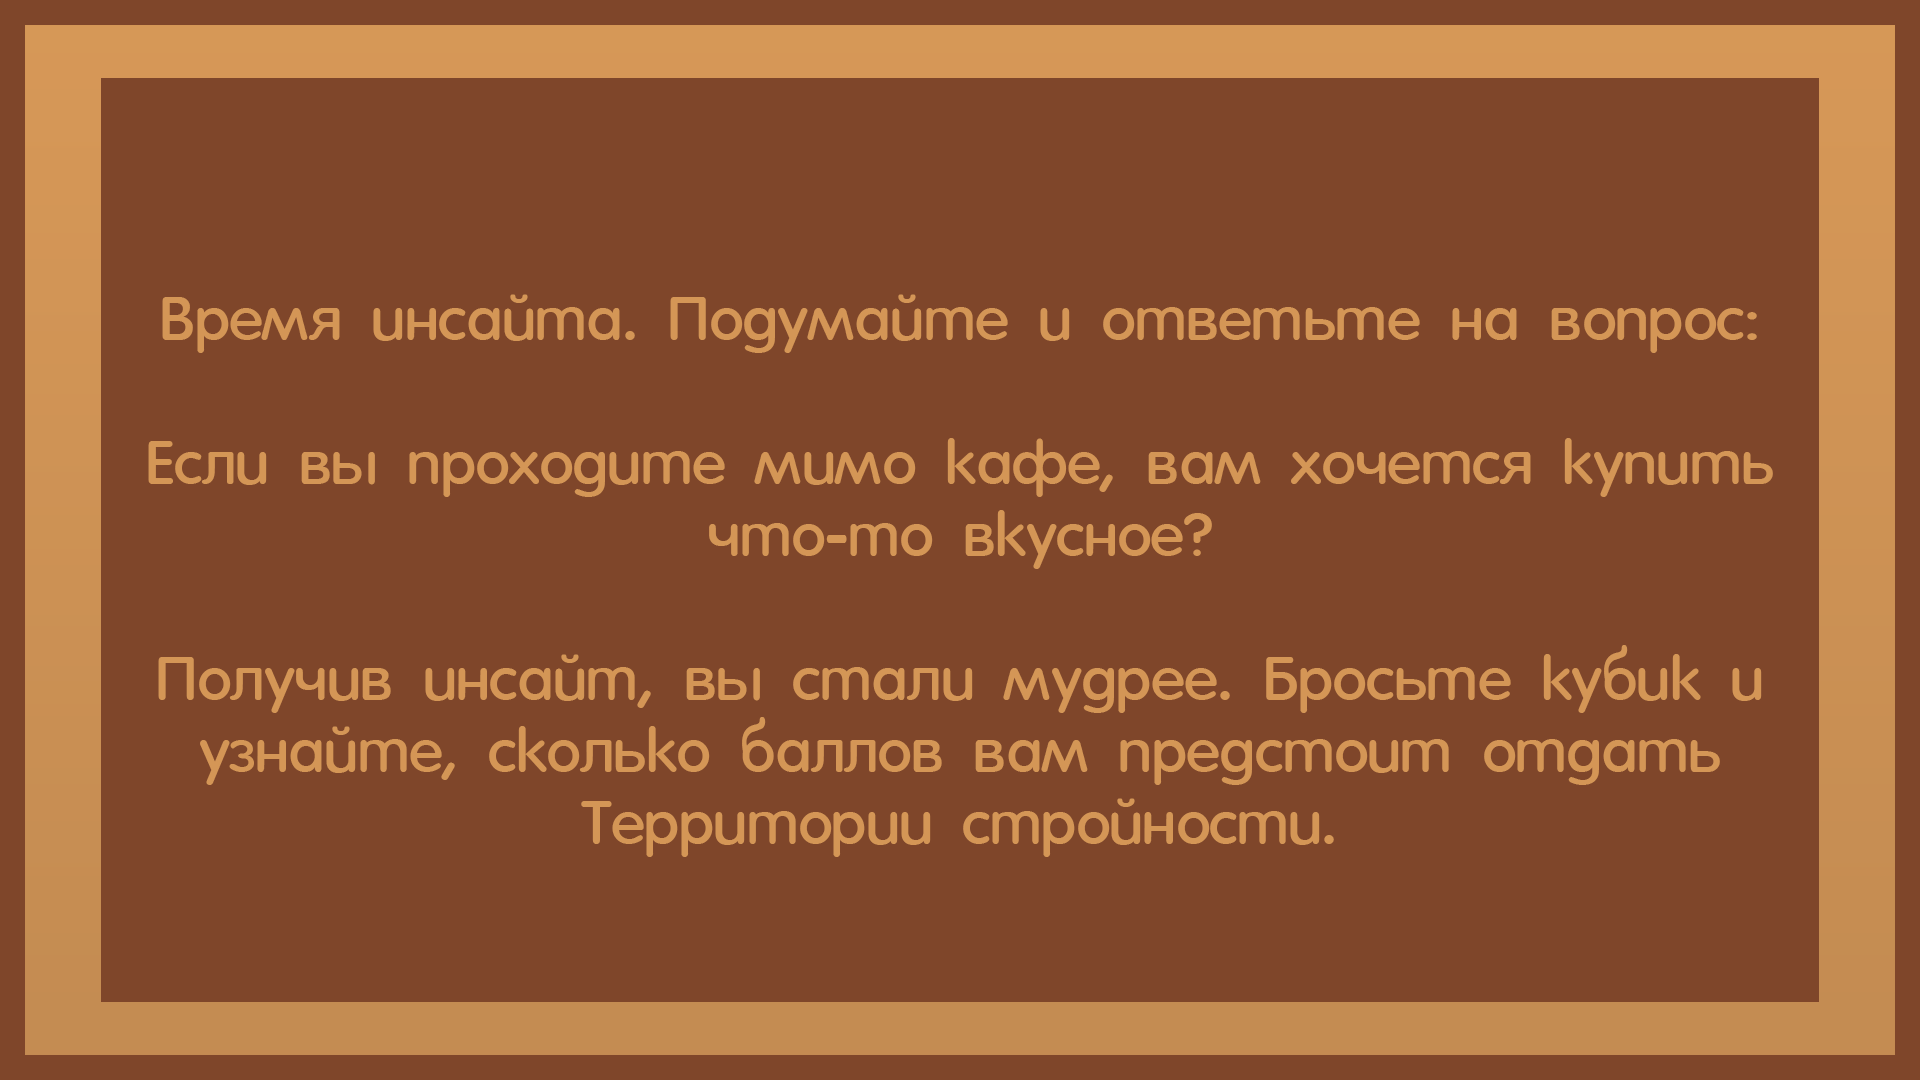 Время инсайта. Подумайте и ответьте на вопрос:
Если вы проходите мимо кафе, вам хочется купить
что-то вкусное?
Получив инсайт, вы стали мудрее. Бросьте кубик и
узнайте, сколько баллов вам предстоит отдать
Территории стройности.